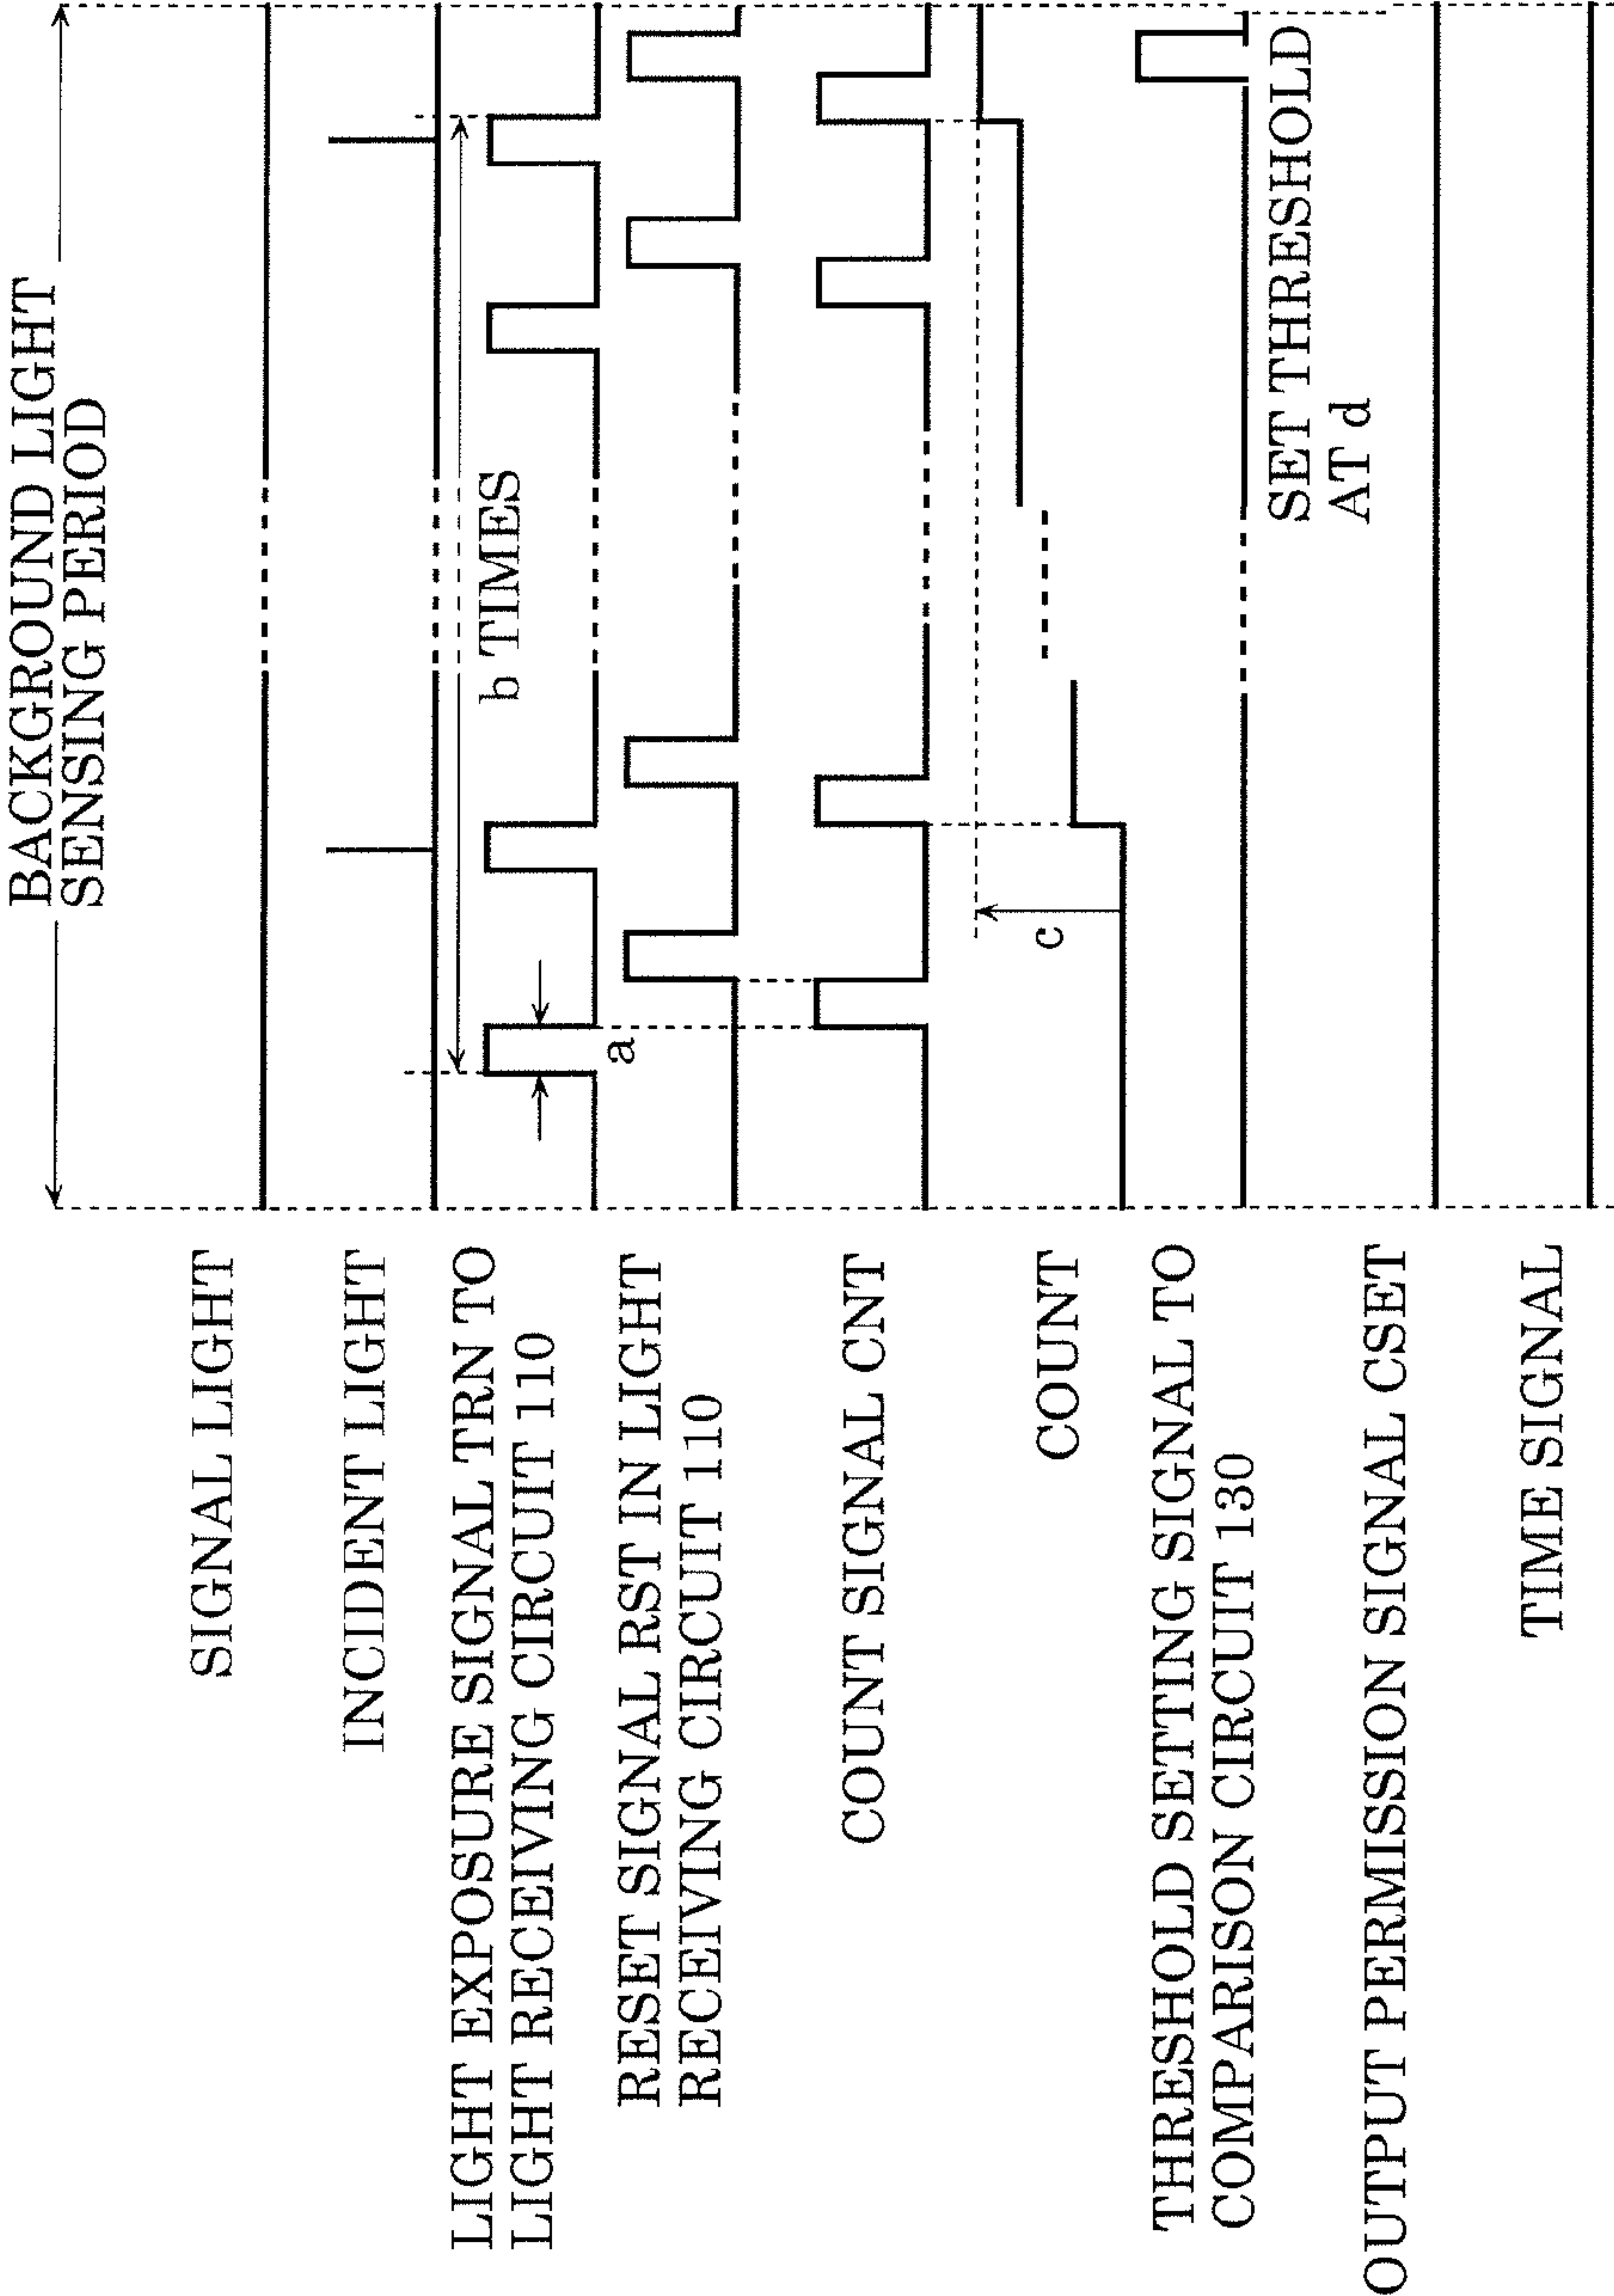 BACKGROUND LIGHT
SENSING PERIOD
SIGNAL LIGHT
INCIDENT LIGHT
b TIMES
LIGHT EXPOSURE SIGNAL TRN TO
LIGHT RECEIVING CIRCUIT 110
a
RESET SIGNAL RST IN LIGHT
RECEIVING CIRCUIT 110
COUNT SIGNAL CNT
COUNT
c
THRESHOLD SETTING SIGNAL TO
COMPARISON CIRCUIT 130
SET THRESHOLD
AT d
OUTPUT PERMISSION SIGNAL CSET
TIME SIGNAL